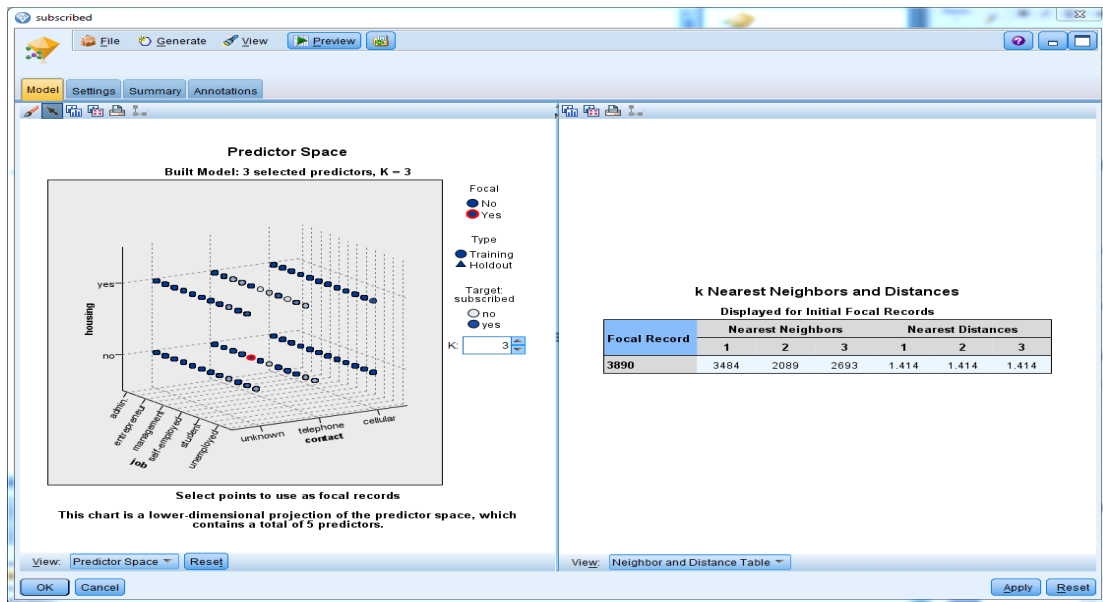 subscribed
File Generate View Preview
Model Settings Summary Annotations
Predictor Space
Built Model: 3 selected predictors, K = 3
Focal
No
Yes
Type
Training
Holdout
Target:
subscribed
no
yes
K: 3
housing
yes
no
admin.
entrepreneur
management
self-employed
student
unemployed
job
unknown
telephone
cellular
contact
Select points to use as focal records
This chart is a lower-dimensional projection of the predictor space, which
contains a total of 5 predictors.
View: Predictor Space Reset
k Nearest Neighbors and Distances
Displayed for Initial Focal Records
Focal Record Nearest Neighbors Nearest Distances
1 2 3 1 2 3
3890 3484 2089 2693 1.414 1.414 1.414
View: Neighbor and Distance Table
OK Cancel Apply Reset